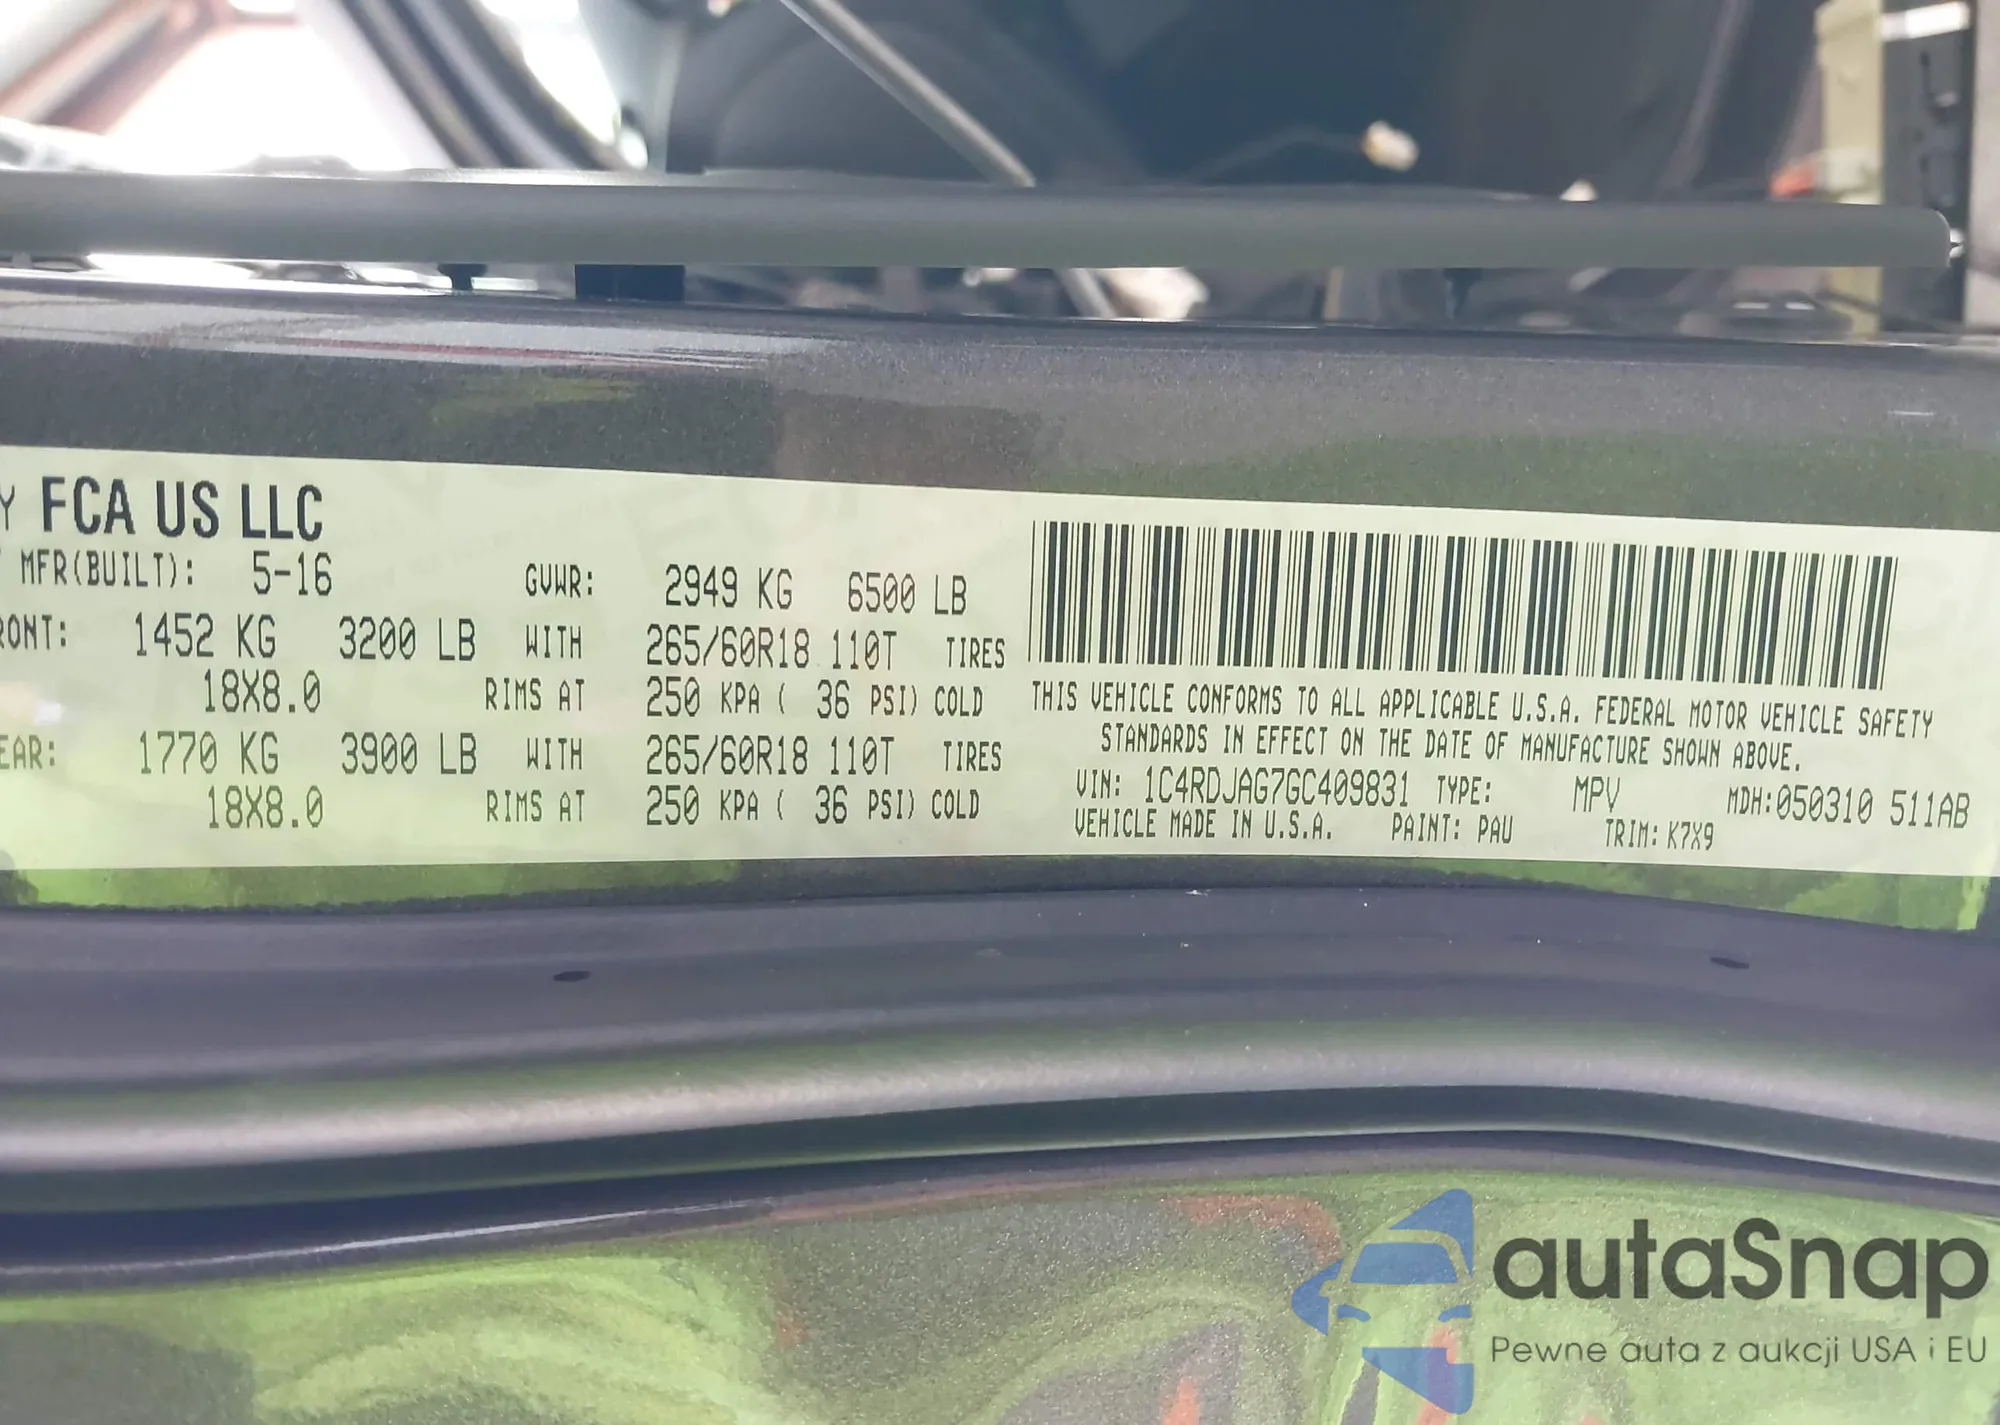 Y FCA US LLC
MFR(BUILT): 5-16 GVWR: 2949 KG 6500 LB
RONT: 1452 KG 3200 LB WITH 265/60R18 110T TIRES
18X8.0 RIMS AT 250 KPA ( 36 PSI) COLD
EAR: 1770 KG 3900 LB WITH 265/60R18 110T TIRES
18X8.0 RIMS AT 250 KPA ( 36 PSI) COLD
THIS VEHICLE CONFORMS TO ALL APPLICABLE U.S.A. FEDERAL MOTOR VEHICLE SAFETY
STANDARDS IN EFFECT ON THE DATE OF MANUFACTURE SHOWN ABOVE.
VIN: 1C4RDJAG7GC409831 TYPE: MPV MDH:050310 511AB
VEHICLE MADE IN U.S.A. PAINT: PAU TRIM: K7X9
autaSnap
Pewne auta z aukcji USA i EU